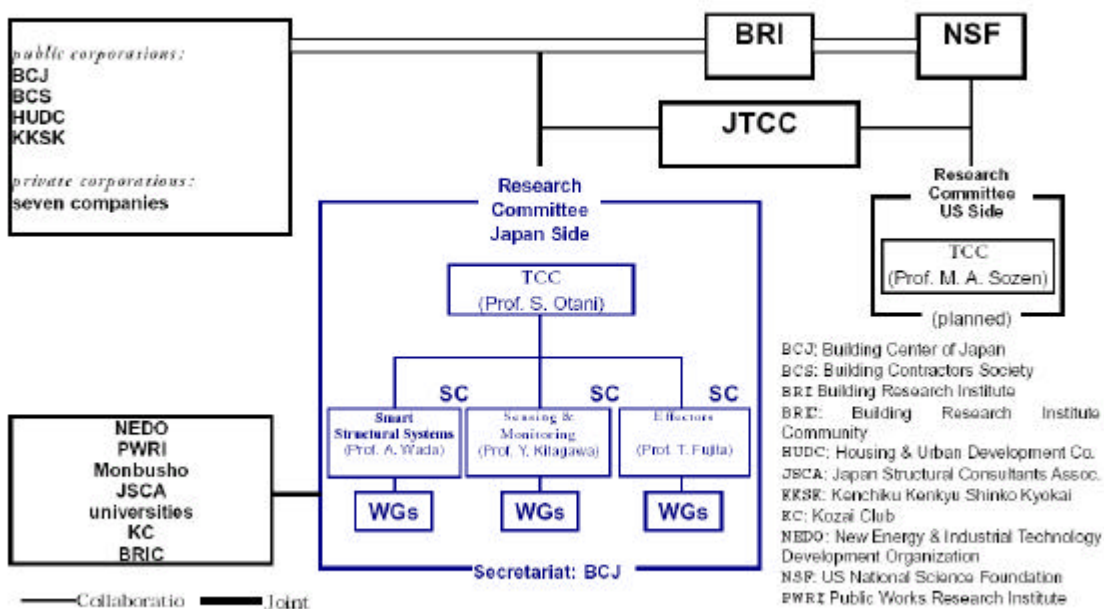 public corporations:
BCJ
BCS
HUDC
KKSK
private corporations:
seven companies
BRI
NSF
JTCC
Research
Committee
Japan Side
TCC
(Prof. S. Otani)
SC
SC
SC
Smart
Structural Systems
(Prof. A. Wada)
Sensing &
Monitoring
(Prof. Y. Kitagawa)
Effectors
(Prof. T. Fujita)
WGs
WGs
WGs
Secretariat: BCJ
Research
Committee
US Side
TCC
(Prof. M. A. Sozen)
(planned)
NEDO
PWRI
Monbusho
JSCA
universities
KC
BRIC
BCJ: Building Center of Japan
BCS: Building Contractors Society
BRI Building Research Institute
BRIC: Building Research Institute
Community
HUDC: Housing & Urban Development Co.
JSCA: Japan Structural Consultants Assoc.
KKSK: Kenchiku Kenkyu Shinko Kyokai
KC: Kozai Club
NEDO: New Energy & Industrial Technology
Development Organization
NSF: US National Science Foundation
PWRI Public Works Research Institute
Collaboratio Joint